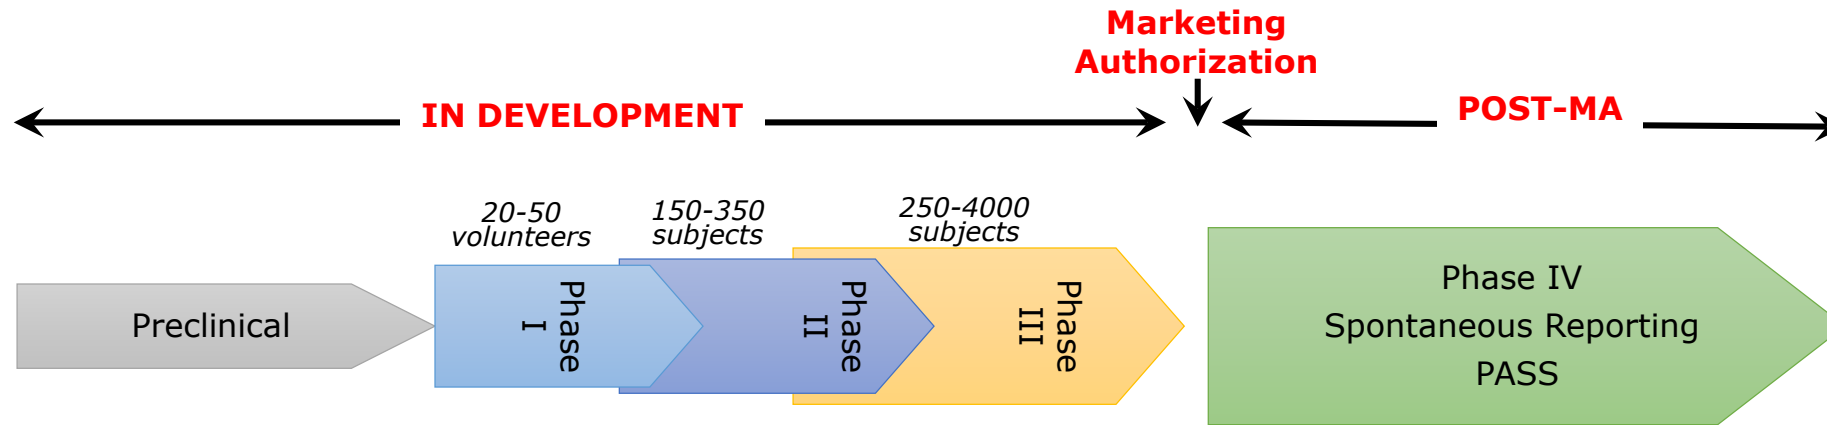 Marketing
Authorization
IN DEVELOPMENT
POST-MA
20-50
volunteers
150-350
subjects
250-4000
subjects
Preclinical
Phase
I
Phase
II
Phase
III
Phase IV
Spontaneous Reporting
PASS